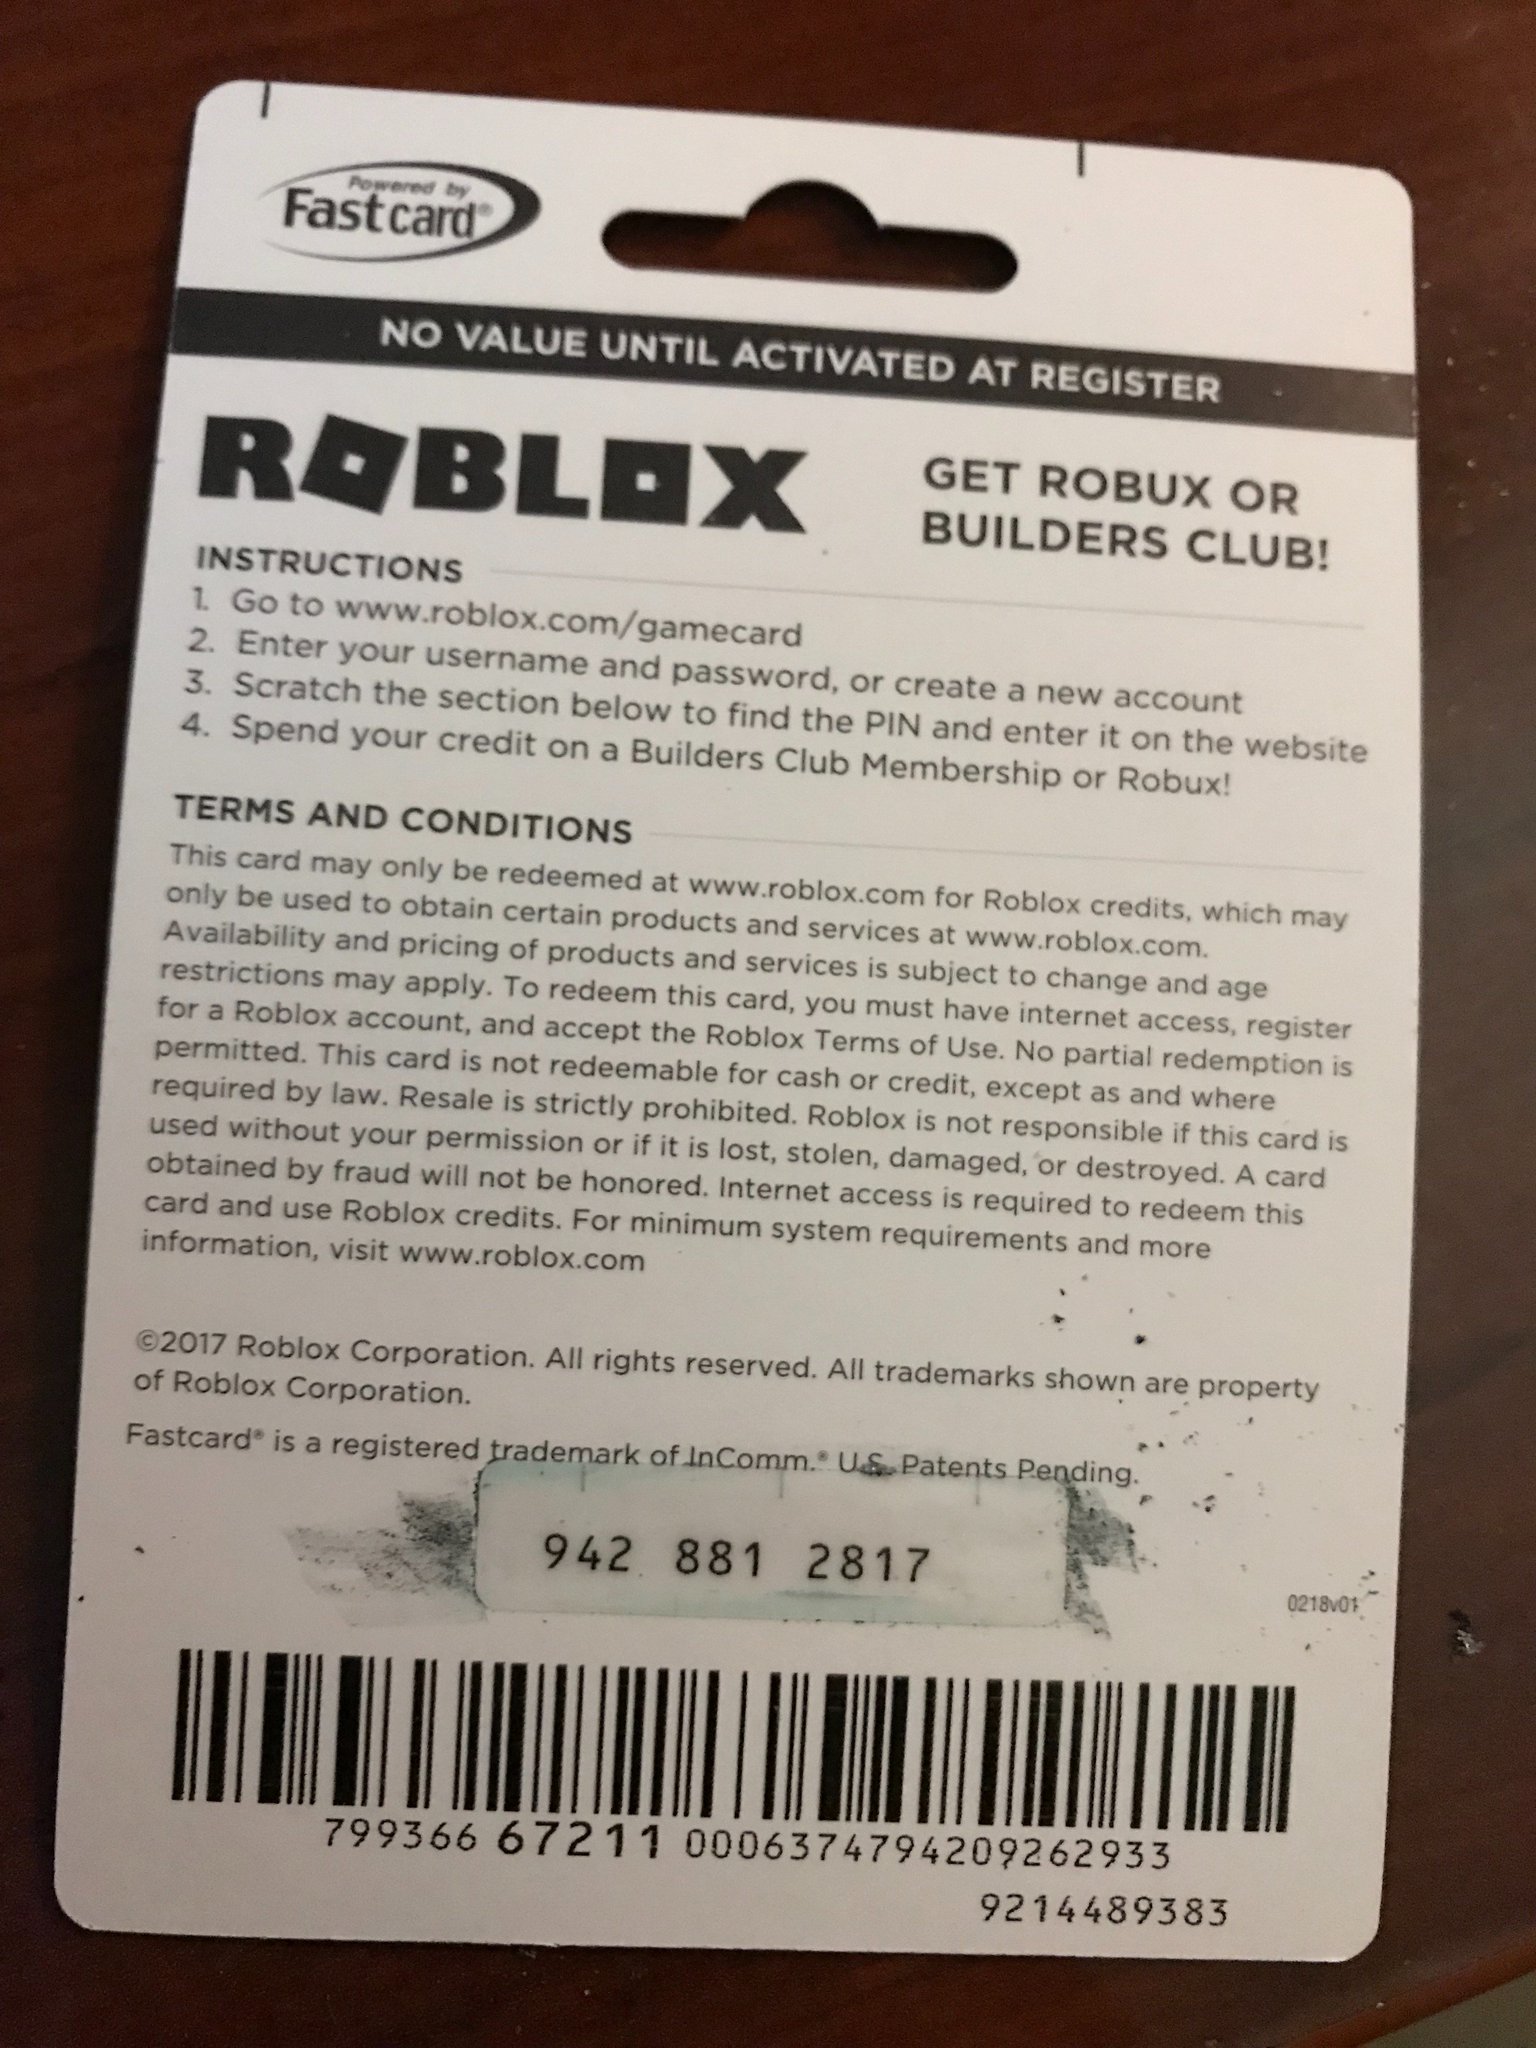 Powered by
Fastcard®
NO VALUE UNTIL ACTIVATED AT REGISTER
ROBLOX
GET ROBUX OR
BUILDERS CLUB!
INSTRUCTIONS
1. Go to www.roblox.com/gamecard
2. Enter your username and password, or create a new account
3. Scratch the section below to find the PIN and enter it on the website
4. Spend your credit on a Builders Club Membership or Robux!
TERMS AND CONDITIONS
This card may only be redeemed at www.roblox.com for Roblox credits, which may
only be used to obtain certain products and services at www.roblox.com.
Availability and pricing of products and services is subject to change and age
restrictions may apply. To redeem this card, you must have internet access, register
for a Roblox account, and accept the Roblox Terms of Use. No partial redemption is
permitted. This card is not redeemable for cash or credit, except as and where
required by law. Resale is strictly prohibited. Roblox is not responsible if this card is
used without your permission or if it is lost, stolen, damaged, or destroyed. A card
obtained by fraud will not be honored. Internet access is required to redeem this
card and use Roblox credits. For minimum system requirements and more
information, visit www.roblox.com
©2017 Roblox Corporation. All rights reserved. All trademarks shown are property
of Roblox Corporation.
Fastcard® is a registered trademark of InComm.® U.S. Patents Pending.
942 881 2817
0218v01
799366 67211 0006374794209262933
9214489383